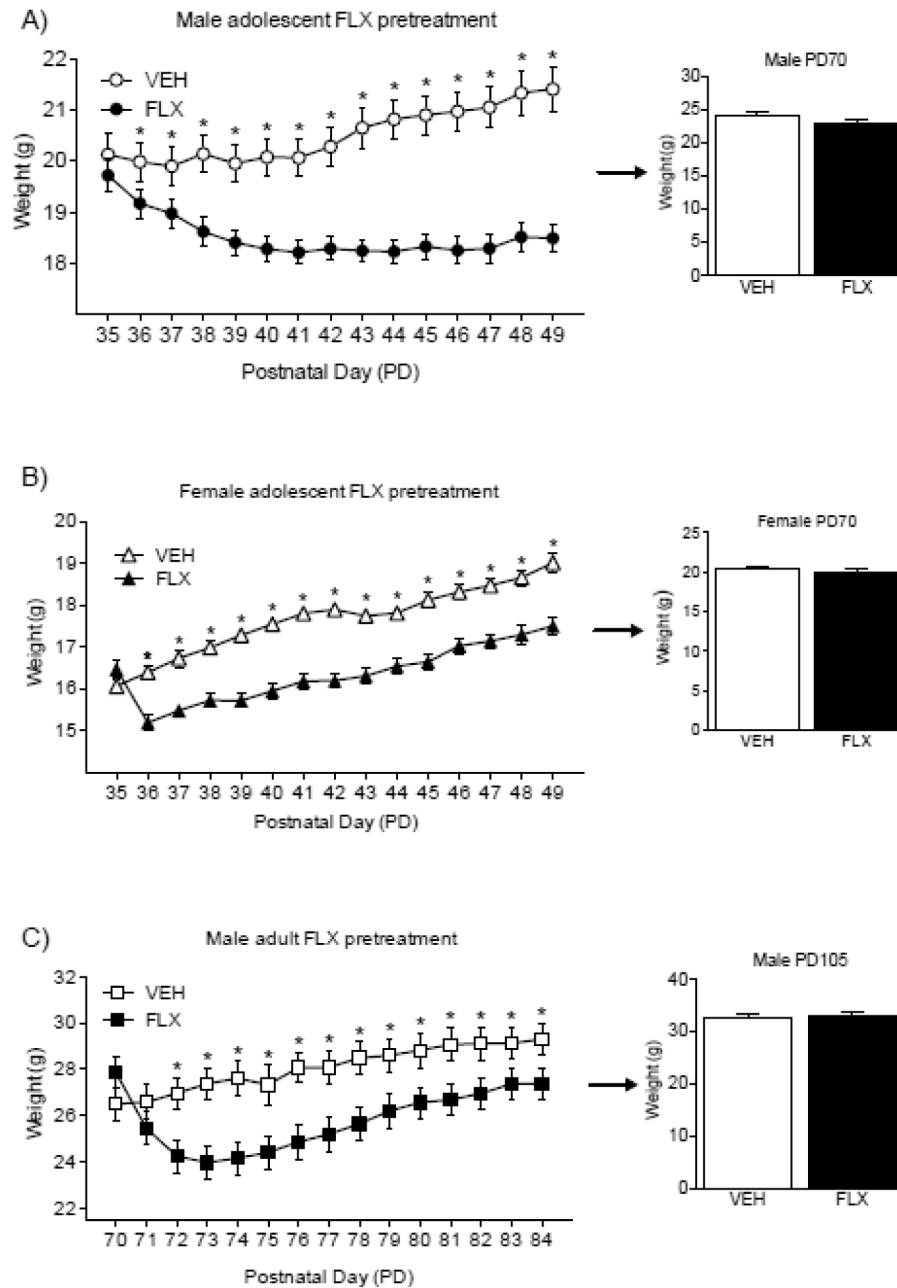 A)
Male adolescent FLX pretreatment
22
21
20
19
18
Weight (g)
VEH
FLX
* * * * * * * * * * * * * *
35 36 37 38 39 40 41 42 43 44 45 46 47 48 49
Postnatal Day (PD)
Male PD70
30
25
20
15
10
5
0
Weight (g)
VEH FLX
B)
Female adolescent FLX pretreatment
20
19
18
17
16
15
Weight (g)
VEH
FLX
* * * * * * * * * * * * * *
35 36 37 38 39 40 41 42 43 44 45 46 47 48 49
Postnatal Day (PD)
Female PD70
25
20
15
10
5
0
Weight (g)
VEH FLX
C)
Male adult FLX pretreatment
32
30
28
26
24
22
Weight (g)
VEH
FLX
* * * * * * * * * * * * *
70 71 72 73 74 75 76 77 78 79 80 81 82 83 84
Postnatal Day (PD)
Male PD105
40
30
20
10
0
Weight (g)
VEH FLX